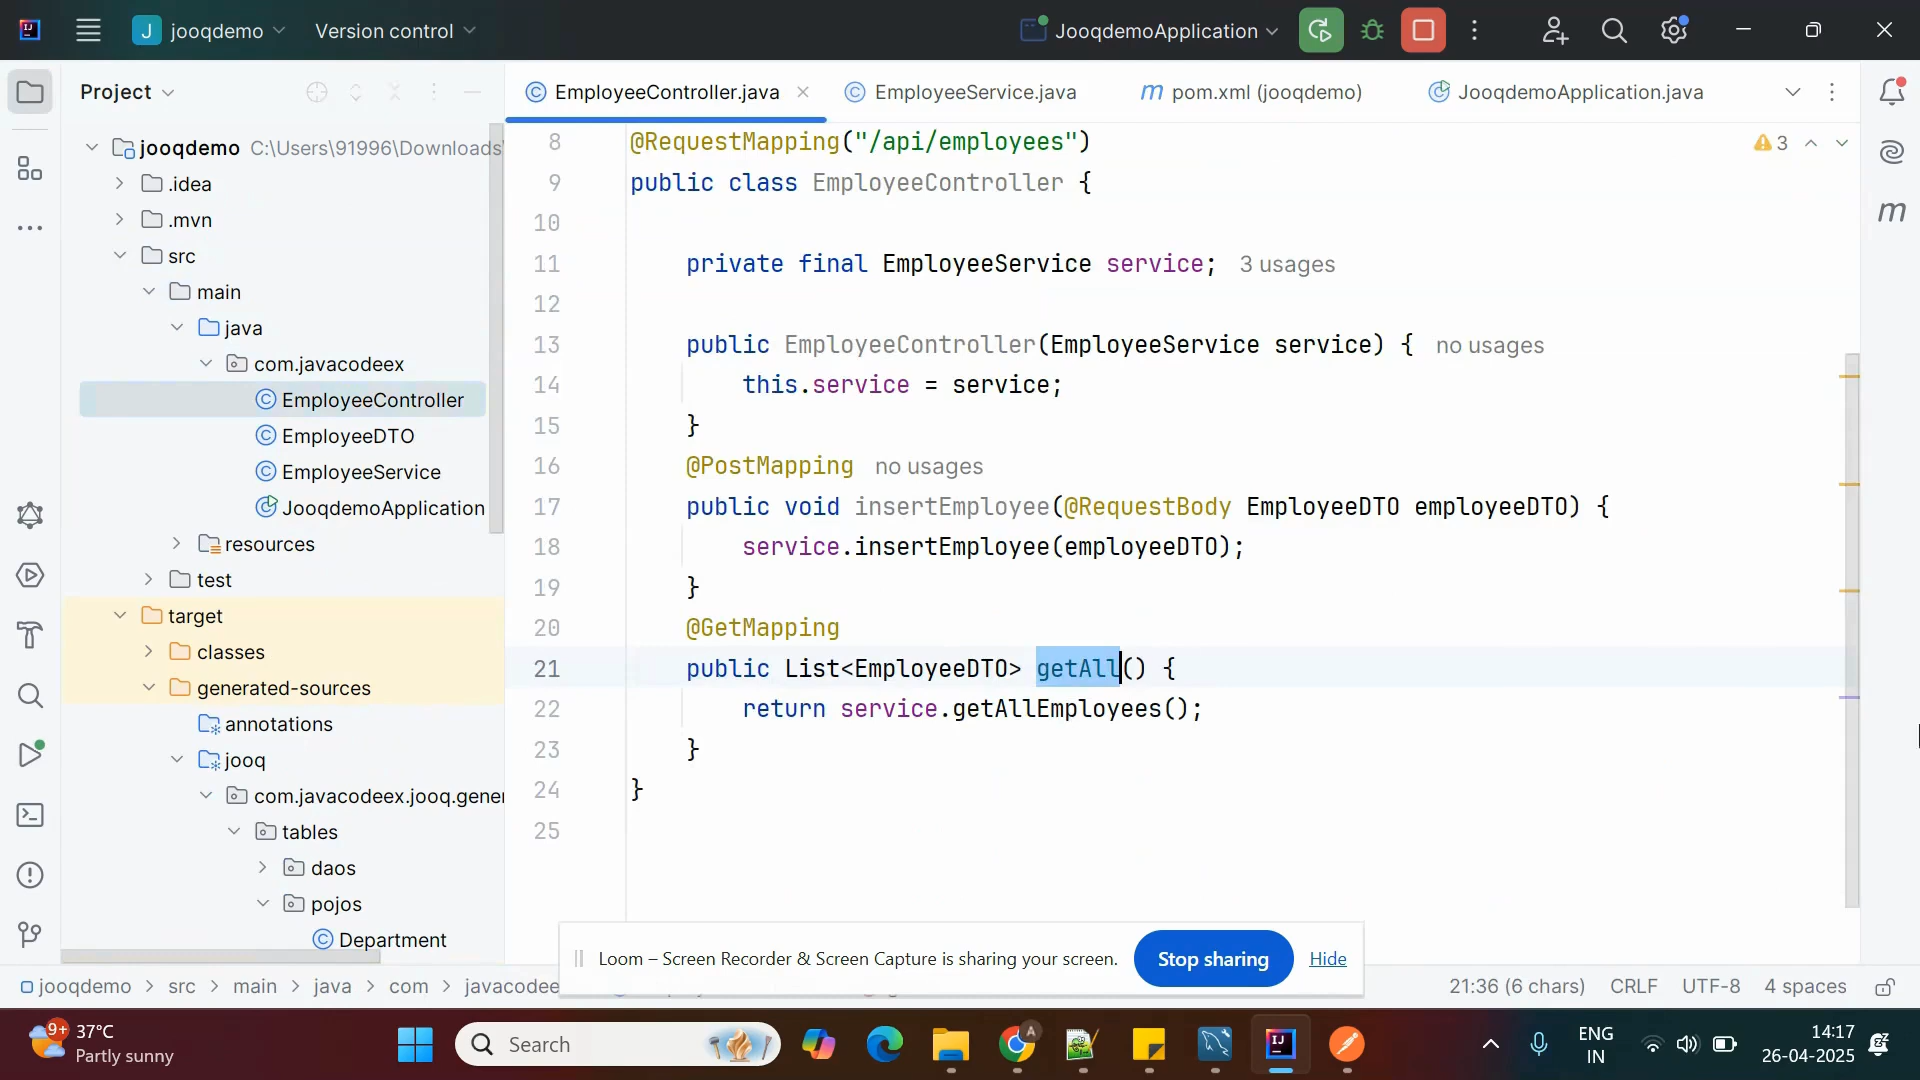 J jooqdemo Version control JooqdemoApplication
Project
EmployeeController.java EmployeeService.java m pom.xml (jooqdemo) JooqdemoApplication.java
jooqdemo C:\Users\91996\Downloads
.idea
.mvn
src
main
java
com.javacodeex
EmployeeController
EmployeeDTO
EmployeeService
JooqdemoApplication
resources
test
target
classes
generated-sources
annotations
jooq
com.javacodeex.jooq.gener
tables
daos
pojos
Department
3
8 @RequestMapping("/api/employees")
9 public class EmployeeController {
10
11 private final EmployeeService service; 3 usages
12
13 public EmployeeController(EmployeeService service) { no usages
14 this.service = service;
15 }
16 @PostMapping no usages
17 public void insertEmployee(@RequestBody EmployeeDTO employeeDTO) {
18 service.insertEmployee(employeeDTO);
19 }
20 @GetMapping
21 public List<EmployeeDTO> getAll() {
22 return service.getAllEmployees();
23 }
24 }
25
m
Loom – Screen Recorder & Screen Capture is sharing your screen. Stop sharing Hide
jooqdemo > src > main > java > com > javacodee 21:36 (6 chars) CRLF UTF-8 4 spaces
9+ 37°C
Partly sunny
Search
A
IJ
ENG
IN
14:17
26-04-2025